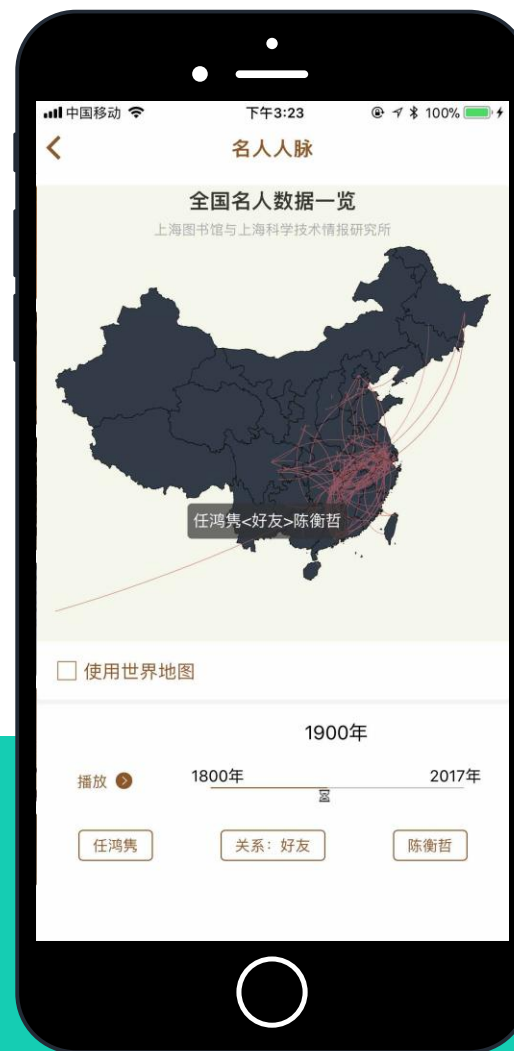 中国移动 下午3:23 100%
名人人脉
全国名人数据一览
上海图书馆与上海科学技术情报研究所
任鸿隽<好友>陈衡哲
使用世界地图
1900年
播放 1800年 2017年
任鸿隽 关系：好友 陈衡哲